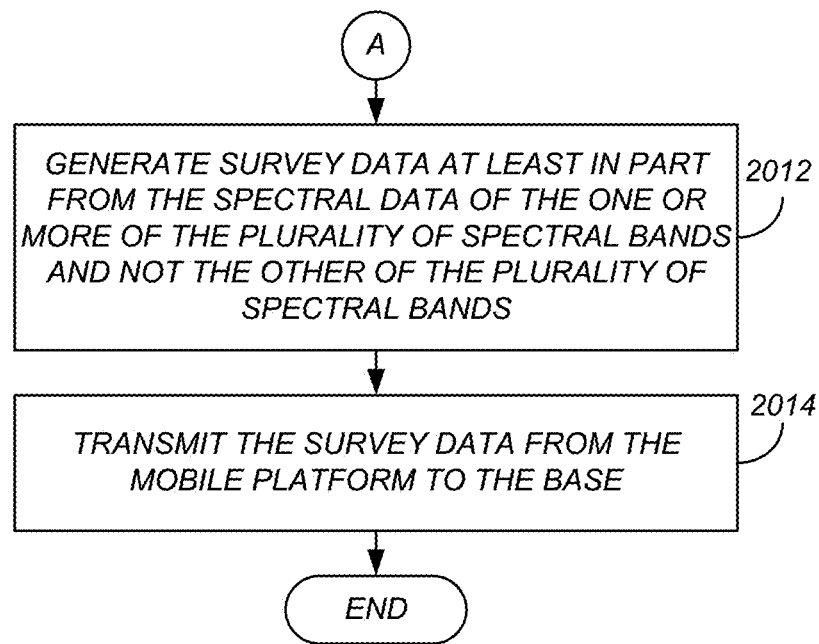 A
GENERATE SURVEY DATA AT LEAST IN PART
FROM THE SPECTRAL DATA OF THE ONE OR
MORE OF THE PLURALITY OF SPECTRAL BANDS
AND NOT THE OTHER OF THE PLURALITY OF
SPECTRAL BANDS
2012
TRANSMIT THE SURVEY DATA FROM THE
MOBILE PLATFORM TO THE BASE
2014
END